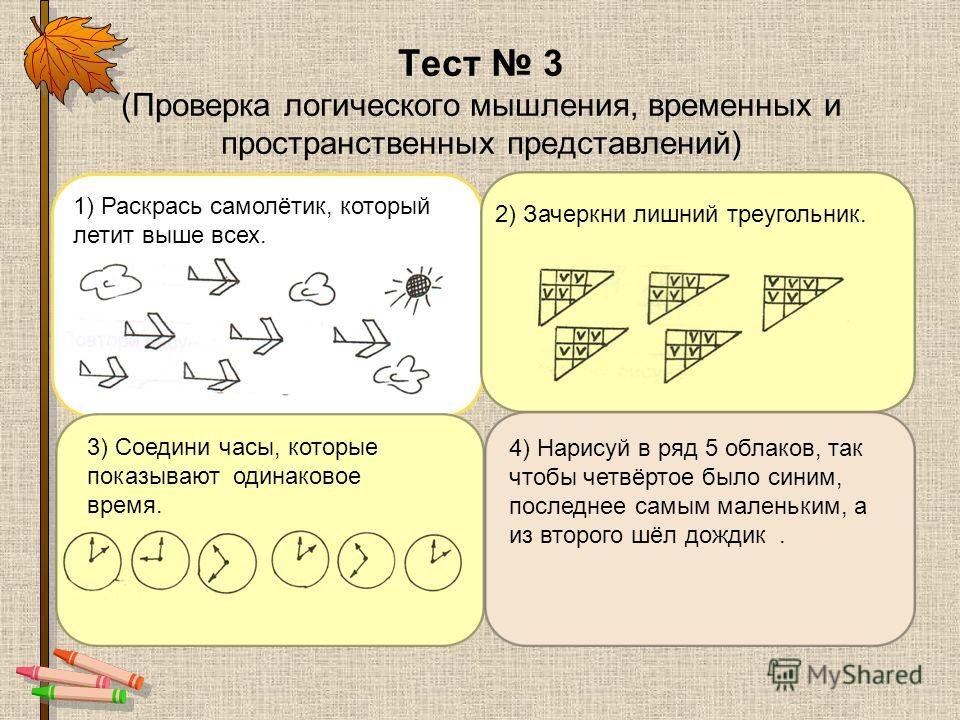 Тест № 3
(Проверка логического мышления, временных и
пространственных представлений)
1) Раскрась самолётик, который
летит выше всех.
2) Зачеркни лишний треугольник.
3) Соедини часы, которые
показывают одинаковое
время.
4) Нарисуй в ряд 5 облаков, так
чтобы четвёртое было синим,
последнее самым маленьким, а
из второго шёл дождик .
MyShared